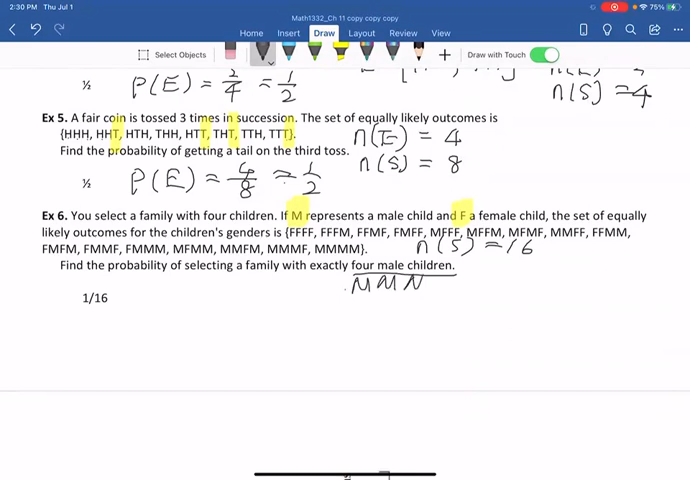 2:30 PM Thu Jul 1
75%
Math1332_Ch 11 copy copy copy
Home Insert Draw Layout Review View
Select Objects
Draw with Touch
½ P(E) = 2/4 = 1/2
n(S) = 4
Ex 5. A fair coin is tossed 3 times in succession. The set of equally likely outcomes is
{HHH, HHT, HTH, THH, HTT, THT, TTH, TTT}. n(E) = 4
Find the probability of getting a tail on the third toss. n(S) = 8
½ P(E) = 4/8 = 1/2
Ex 6. You select a family with four children. If M represents a male child and F a female child, the set of equally
likely outcomes for the children's genders is {FFFF, FFFM, FFMF, FMFF, MFFF, MFFM, MFMF, MMFF, FFMM,
FMFM, FMMF, FMMM, MFMM, MMFM, MMMF, MMMM}. n(S) = 16
Find the probability of selecting a family with exactly four male children.
MMM
1/16